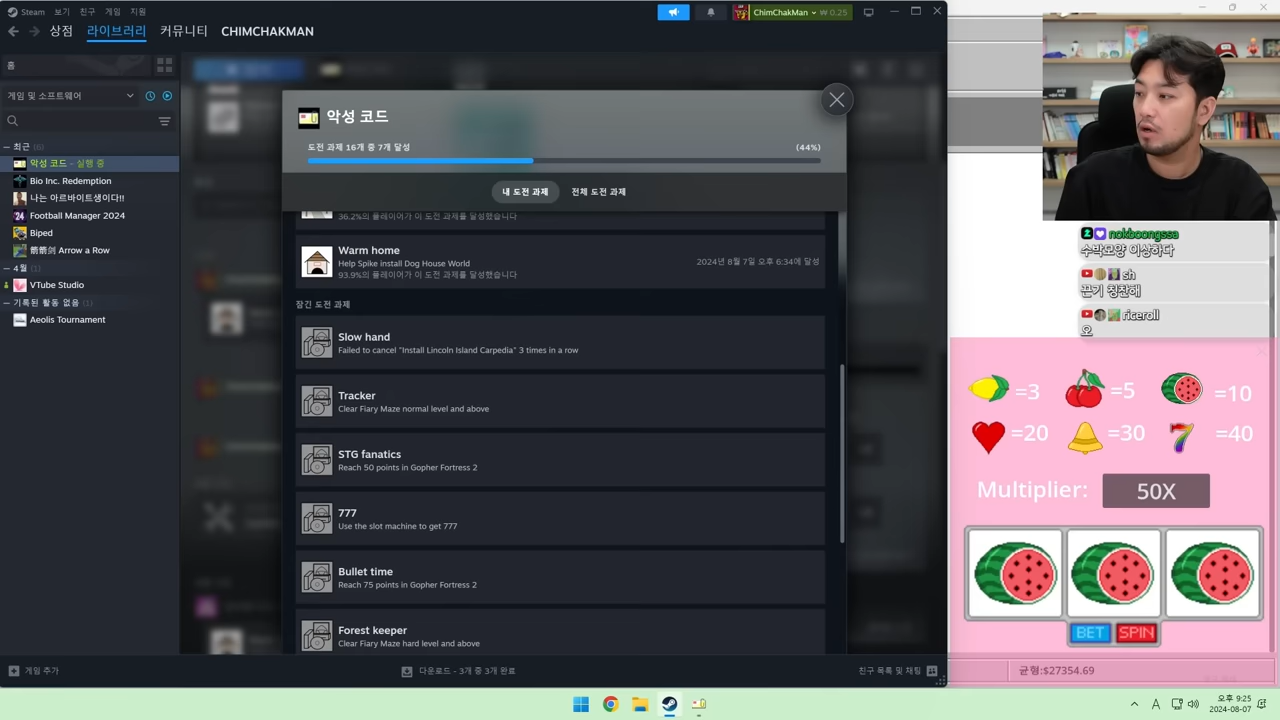 Steam 보기 친구 게임 지원
ChimChakMan ₩ 0.25
상점 라이브러리 커뮤니티 CHIMCHAKMAN
홈
게임 및 소프트웨어
최근 (6)
악성 코드 - 실행 중
Bio Inc. Redemption
나는 아르바이트생이다!!
Football Manager 2024
Biped
箭箭剑 Arrow a Row
4월 (1)
VTube Studio
기록된 활동 없음 (1)
Aeolis Tournament
게임 추가
악성 코드
도전 과제 16개 중 7개 달성 (44%)
내 도전 과제 전체 도전 과제
36.2%의 플레이어가 이 도전 과제를 달성했습니다
Warm home
Help Spike install Dog House World
93.9%의 플레이어가 이 도전 과제를 달성했습니다
2024년 8월 7일 오후 6:34에 달성
잠긴 도전 과제
Slow hand
Failed to cancel "Install Lincoln Island Carpedia" 3 times in a row
Tracker
Clear Fiary Maze normal level and above
STG fanatics
Reach 50 points in Gopher Fortress 2
777
Use the slot machine to get 777
Bullet time
Reach 75 points in Gopher Fortress 2
Forest keeper
Clear Fiary Maze hard level and above
다운로드 - 3개 중 3개 완료
친구 목록 및 채팅
nokboongssa
수박모양 이상하다
sh
끈기 칭찬해
riceroll
오
=3 =5 =10
=20 =30 =40
Multiplier: 50X
BET SPIN
균형:$27354.69
A
오후 9:25
2024-08-07